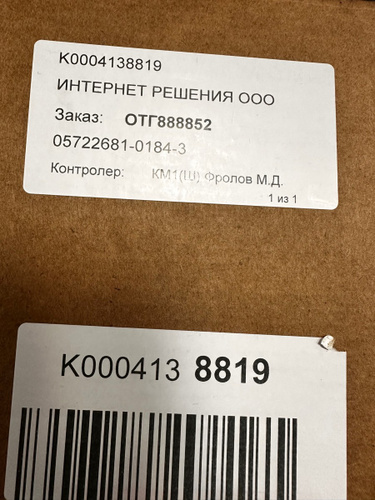 K0004138819
ИНТЕРНЕТ РЕШЕНИЯ ООО
Заказ: ОТГ888852
05722681-0184-3
Контролер: КМ1(Ш) Фролов М.Д.
1 из 1
K000413 8819